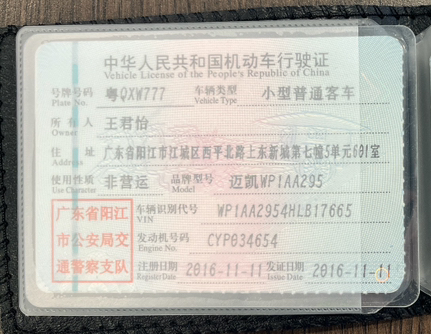 中华人民共和国机动车行驶证
Vehicle License of the People's Republic of China
号牌号码 粤QXW777 车辆类型 小型普通客车
Plate No. Vehicle Type
所有人 王君怡
Owner
住址 广东省阳江市江城区西平北路上东新城第七幢5单元601室
Address
使用性质 非营运 品牌型号 迈凯WP1AA295
Use Character Model
广东省阳江 车辆识别代号 WP1AA2954HLB17665
VIN
市公安局交 发动机号码 CYP034654
Engine No.
通警察支队 注册日期 2016-11-11 发证日期 2016-11-11
Register Date Issue Date